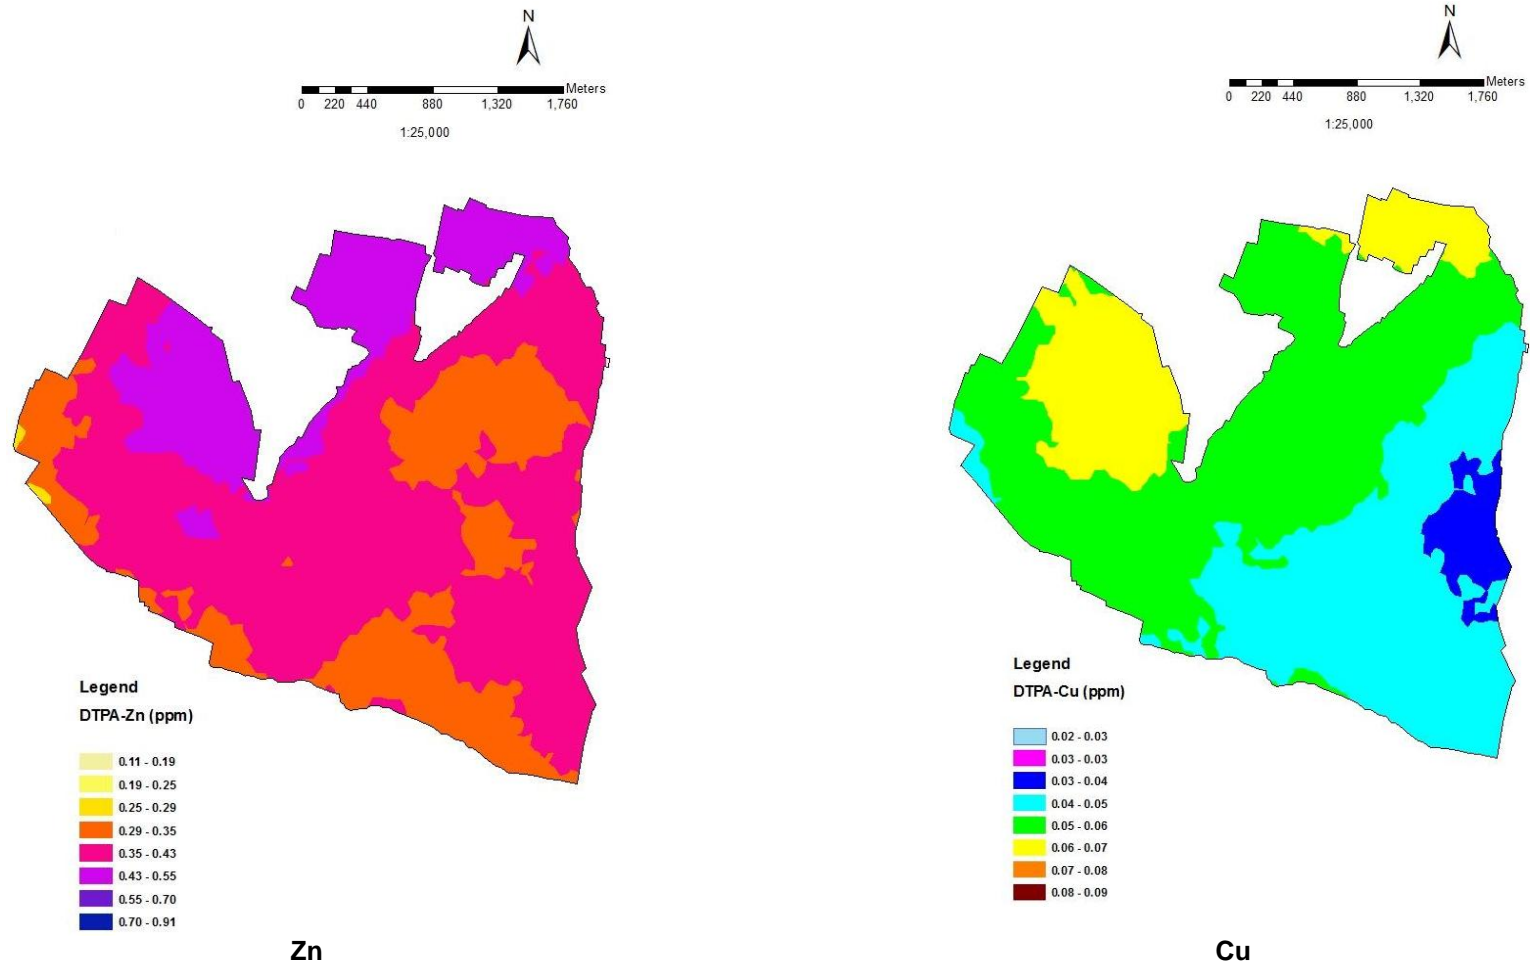 N
Meters
0 220 440 880 1,320 1,760
1:25,000
Legend
DTPA-Zn (ppm)
0.11 - 0.19
0.19 - 0.25
0.25 - 0.29
0.29 - 0.35
0.35 - 0.43
0.43 - 0.55
0.55 - 0.70
0.70 - 0.91
Zn
N
Meters
0 220 440 880 1,320 1,760
1:25,000
Legend
DTPA-Cu (ppm)
0.02 - 0.03
0.03 - 0.03
0.03 - 0.04
0.04 - 0.05
0.05 - 0.06
0.06 - 0.07
0.07 - 0.08
0.08 - 0.09
Cu